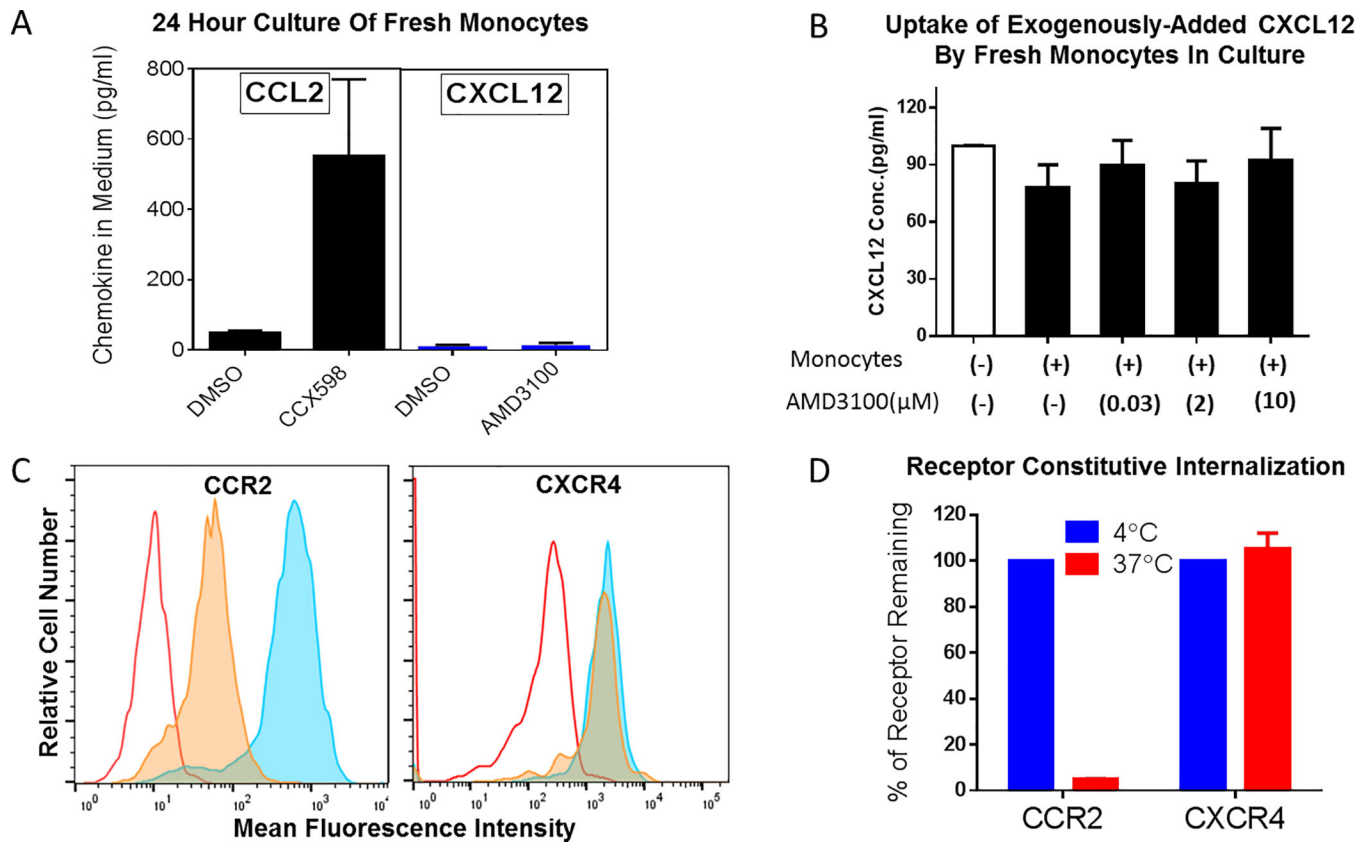 A
24 Hour Culture Of Fresh Monocytes
Chemokine in Medium (pg/ml)
800
600
400
200
0
CCL2
CXCL12
DMSO
CCX598
DMSO
AMD3100
B
Uptake of Exogenously-Added CXCL12
By Fresh Monocytes In Culture
CXCL12 Conc.(pg/ml)
120
90
60
30
0
Monocytes (-) (+) (+) (+) (+)
AMD3100(µM) (-) (-) (0.03) (2) (10)
C
CCR2
CXCR4
Relative Cell Number
10⁰ 10¹ 10² 10³
10⁰ 10¹ 10² 10³ 10⁴ 10⁵
Mean Fluorescence Intensity
D
Receptor Constitutive Internalization
% of Receptor Remaining
120
100
80
60
40
20
0
4°C
37°C
CCR2
CXCR4